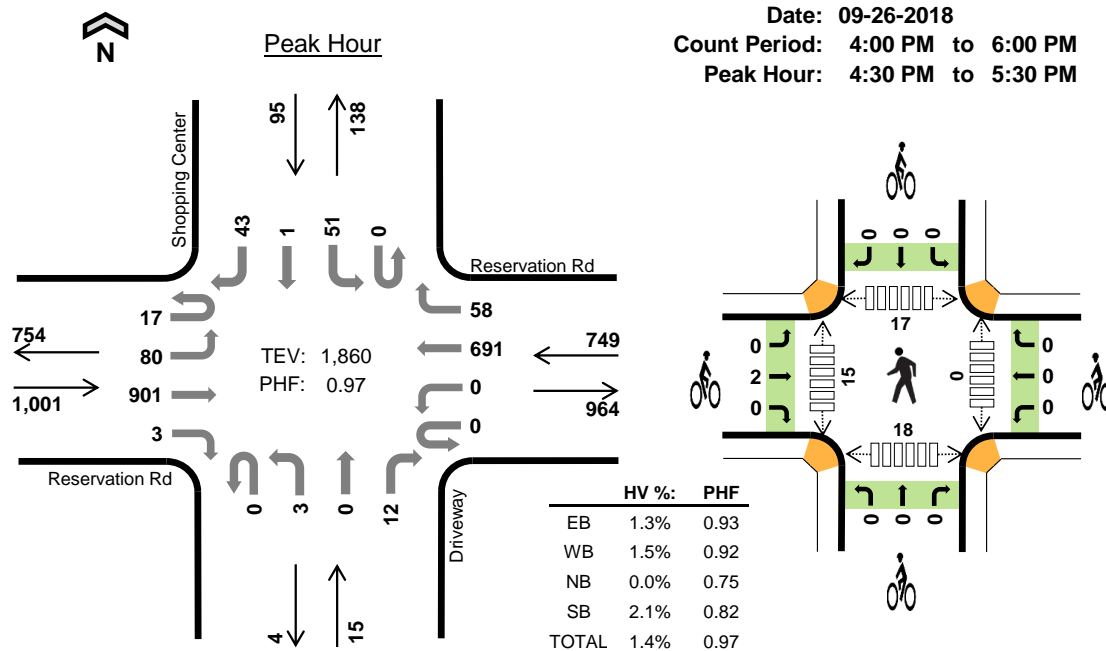 N
Peak Hour
Date: 09-26-2018
Count Period: 4:00 PM to 6:00 PM
Peak Hour: 4:30 PM to 5:30 PM
95
138
Shopping Center
43
1
51
0
Reservation Rd
17
80
901
3
754
1,001
TEV: 1,860
PHF: 0.97
58
691
0
0
749
964
Reservation Rd
0
3
0
12
Driveway
4
15
HV %: PHF
EB 1.3% 0.93
WB 1.5% 0.92
NB 0.0% 0.75
SB 2.1% 0.82
TOTAL 1.4% 0.97
0
0
0
17
0
2
0
15
0
0
0
0
18
0
0
0